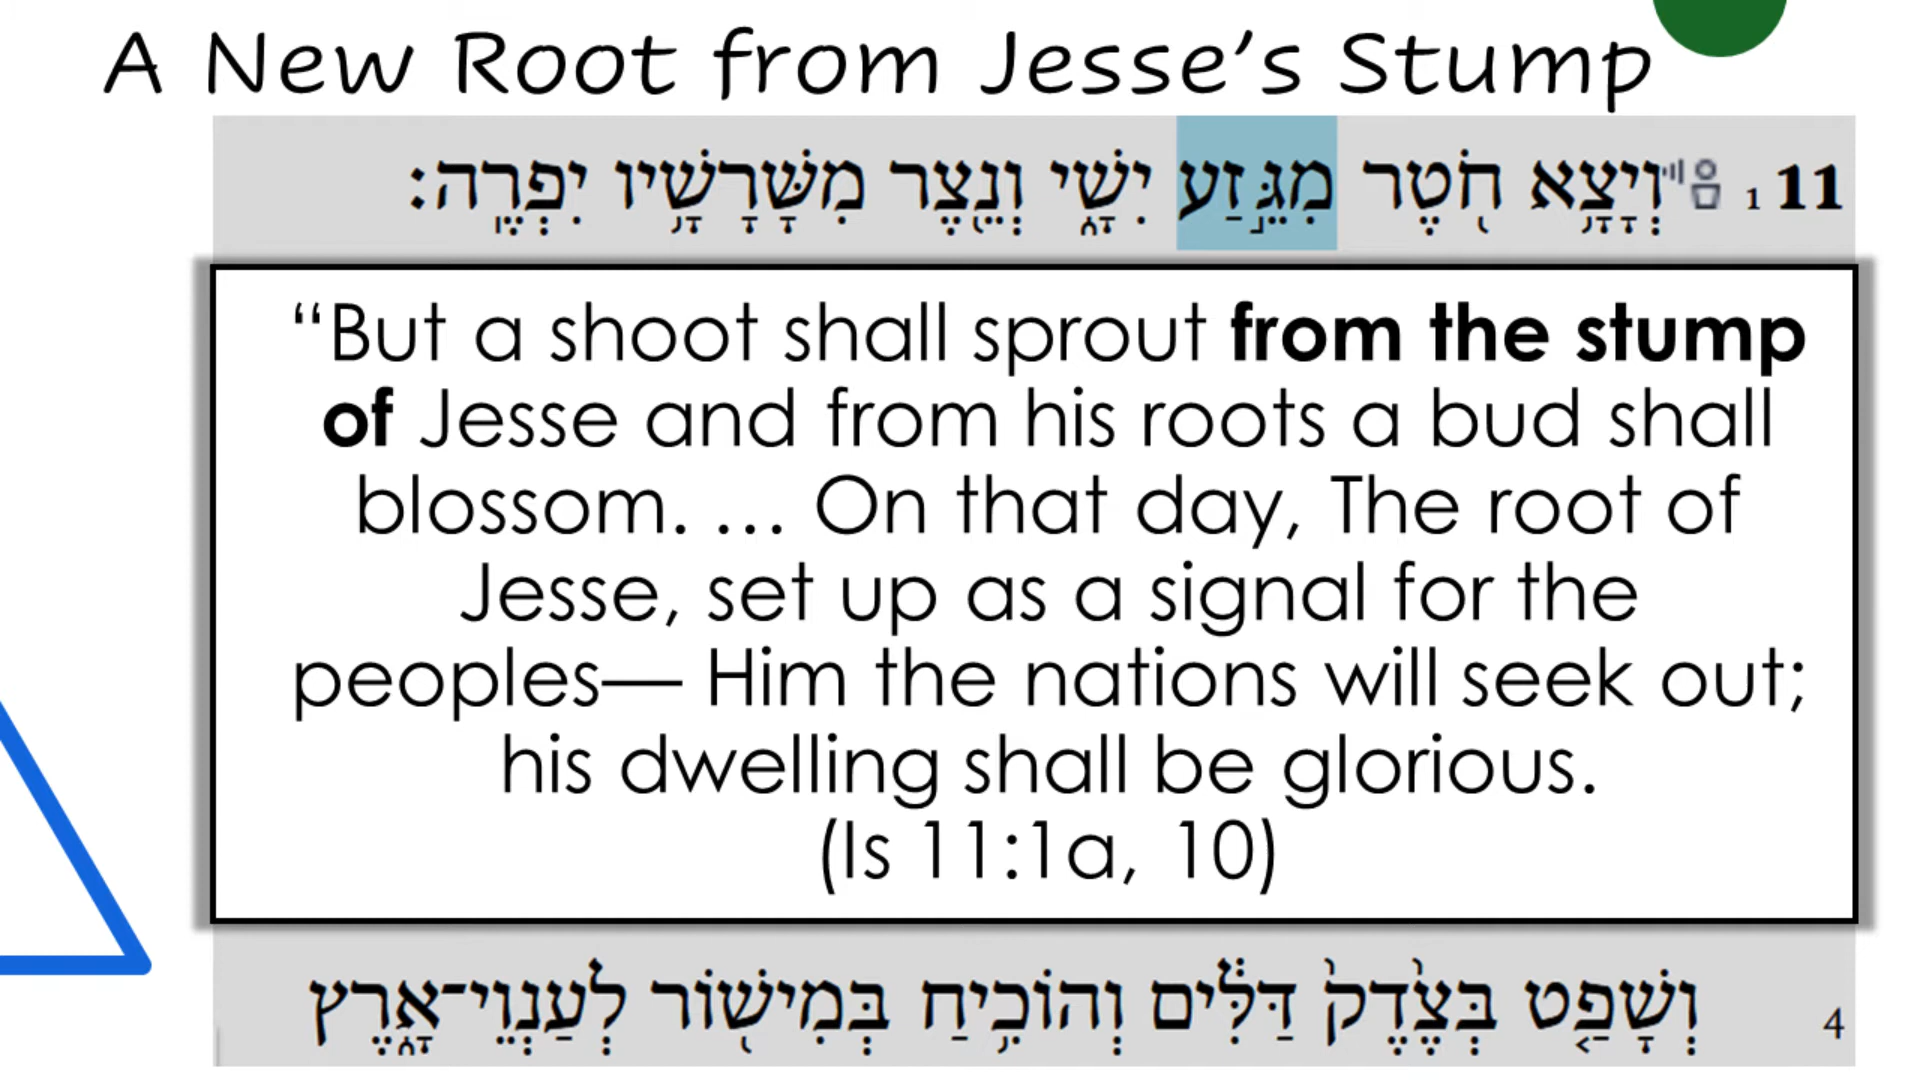 A New Root from Jesse’s Stump
11 1 וְיָצָ֥א חֹ֖טֶר מִגֵּ֣זַע יִשָׁ֑י וְנֵ֖צֶר מִשָּׁרָשָׁ֥יו יִפְרֶֽה׃
“But a shoot shall sprout from the stump
of Jesse and from his roots a bud shall
blossom. … On that day, The root of
Jesse, set up as a signal for the
peoples— Him the nations will seek out;
his dwelling shall be glorious.
(Is 11:1a, 10)
4 וְשָׁפַ֤ט בְּצֶ֙דֶק֙ דַּלִּ֔ים וְהוֹכִ֥יחַ בְּמִישׁ֖וֹר לְעַנְוֵי־אָ֑רֶץ